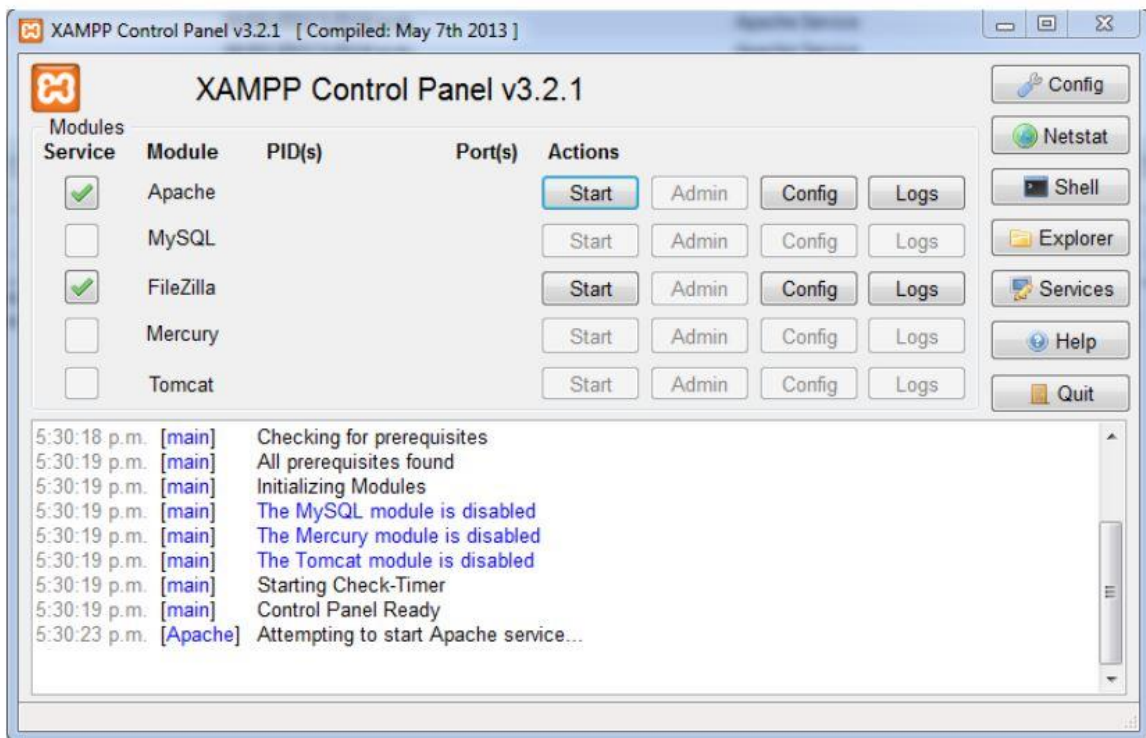 XAMPP Control Panel v3.2.1 [ Compiled: May 7th 2013 ]
XAMPP Control Panel v3.2.1
Config
Modules
Netstat
Service Module PID(s) Port(s) Actions
Apache Start Admin Config Logs
Shell
MySQL Start Admin Config Logs
Explorer
FileZilla Start Admin Config Logs
Services
Mercury Start Admin Config Logs
Help
Tomcat Start Admin Config Logs
Quit
5:30:18 p.m. [main] Checking for prerequisites
5:30:19 p.m. [main] All prerequisites found
5:30:19 p.m. [main] Initializing Modules
5:30:19 p.m. [main] The MySQL module is disabled
5:30:19 p.m. [main] The Mercury module is disabled
5:30:19 p.m. [main] The Tomcat module is disabled
5:30:19 p.m. [main] Starting Check-Timer
5:30:19 p.m. [main] Control Panel Ready
5:30:23 p.m. [Apache] Attempting to start Apache service...